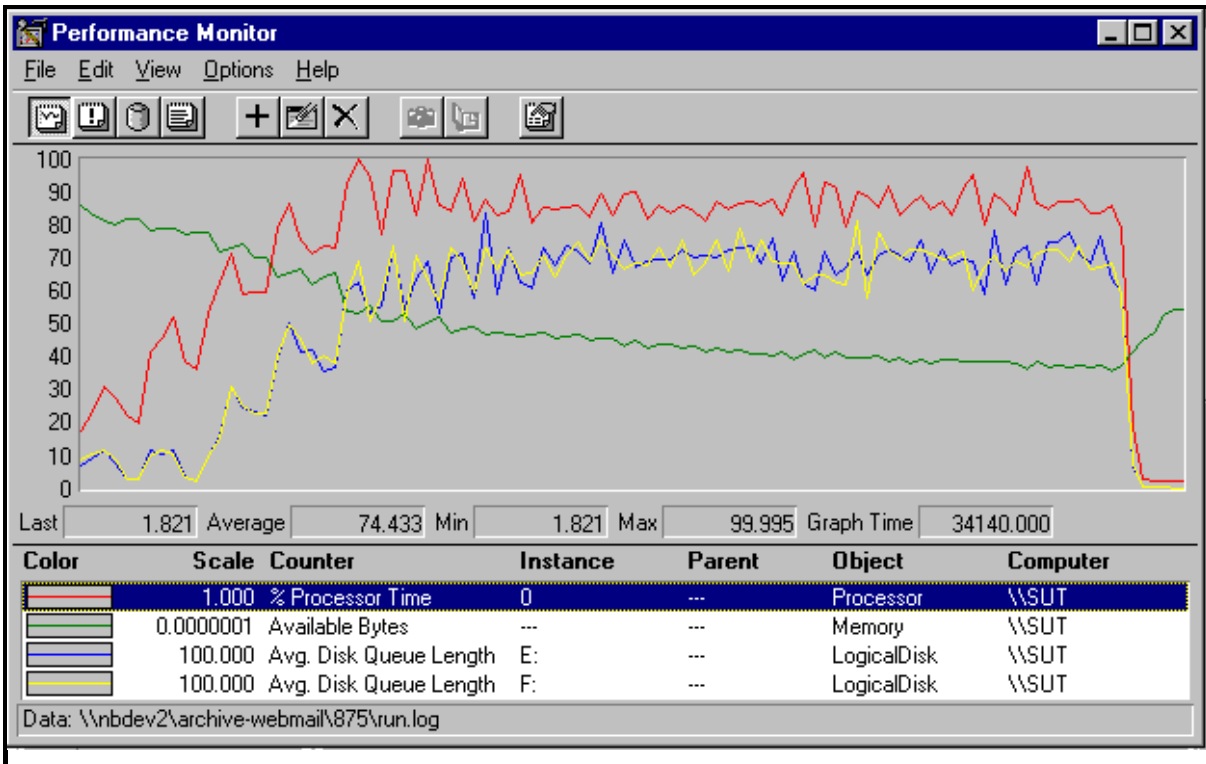 Performance Monitor
File Edit View Options Help
100
90
80
70
60
50
40
30
20
10
0
Last 1.821 Average 74.433 Min 1.821 Max 99.995 Graph Time 34140.000
Color Scale Counter Instance Parent Object Computer
1.000 % Processor Time 0 --- Processor \\SUT
0.0000001 Available Bytes --- --- Memory \\SUT
100.000 Avg. Disk Queue Length E: --- LogicalDisk \\SUT
100.000 Avg. Disk Queue Length F: --- LogicalDisk \\SUT
Data: \\nbdev2\archive-webmail\875\run.log